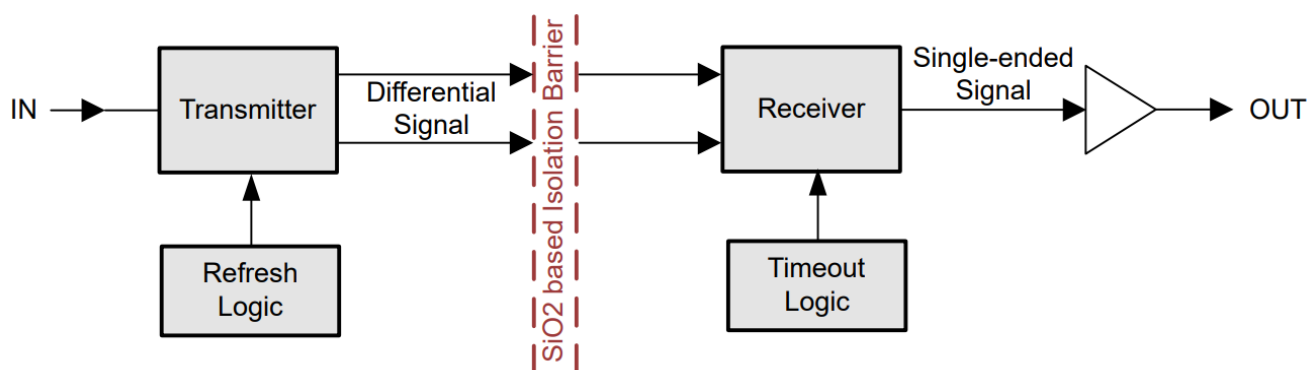 IN
Transmitter
Differential
Signal
SiO2 based Isolation Barrier
Receiver
Single-ended
Signal
OUT
Refresh
Logic
Timeout
Logic